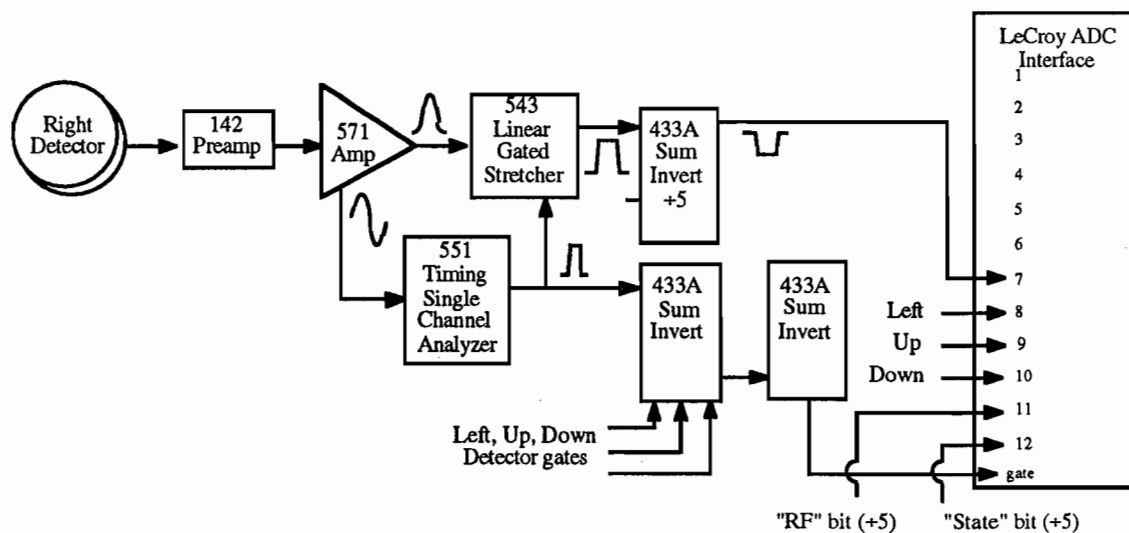 LeCroy ADC
Interface
1
2
3
4
5
6
7
8
9
10
11
12
gate
Right
Detector
142
Preamp
571
Amp
543
Linear
Gated
Stretcher
433A
Sum
Invert
÷5
551
Timing
Single
Channel
Analyzer
433A
Sum
Invert
433A
Sum
Invert
Left
Up
Down
Left, Up, Down
Detector gates
"RF" bit (÷5)
"State" bit (÷5)